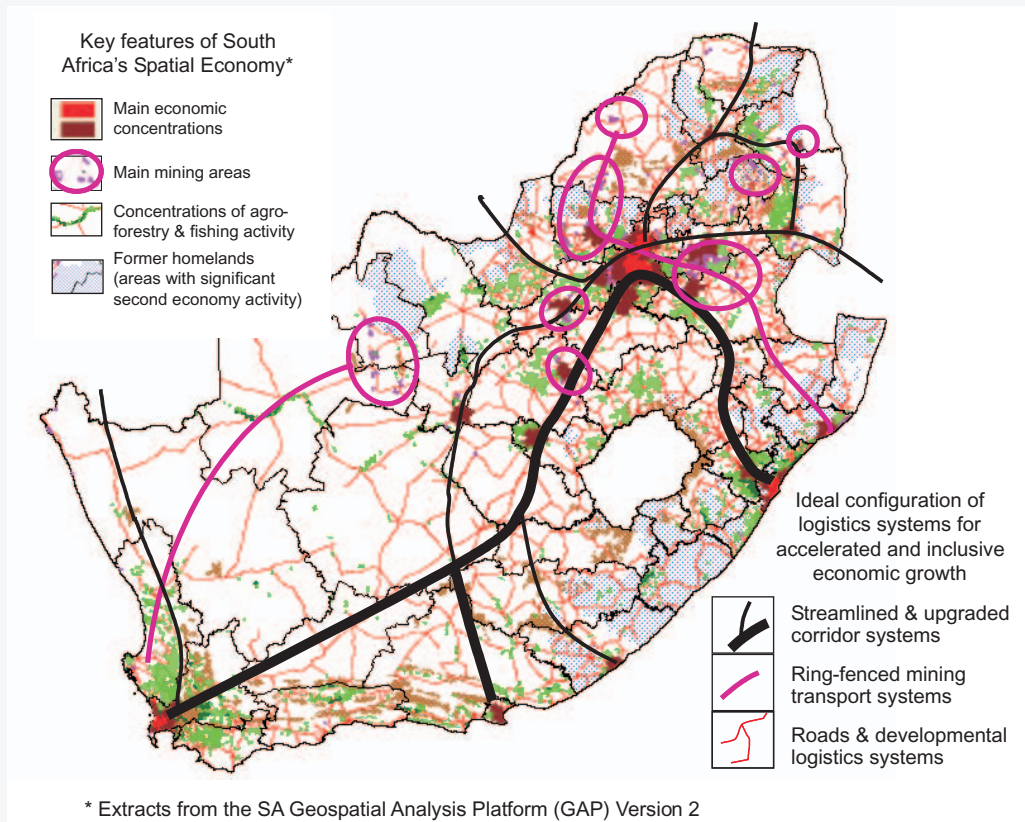 Key features of South
Africa's Spatial Economy*
Main economic
concentrations
Main mining areas
Concentrations of agro-
forestry & fishing activity
Former homelands
(areas with significant
second economy activity)
Ideal configuration of
logistics systems for
accelerated and inclusive
economic growth
Streamlined & upgraded
corridor systems
Ring-fenced mining
transport systems
Roads & developmental
logistics systems
* Extracts from the SA Geospatial Analysis Platform (GAP) Version 2